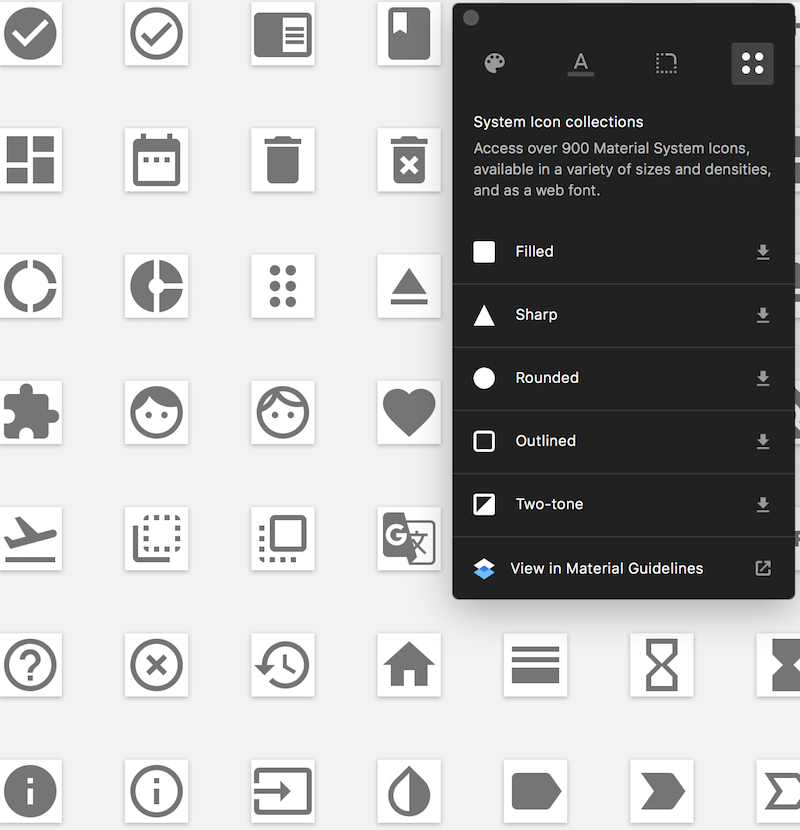 System Icon collections
Access over 900 Material System Icons,
available in a variety of sizes and densities,
and as a web font.
Filled
Sharp
Rounded
Outlined
Two-tone
View in Material Guidelines